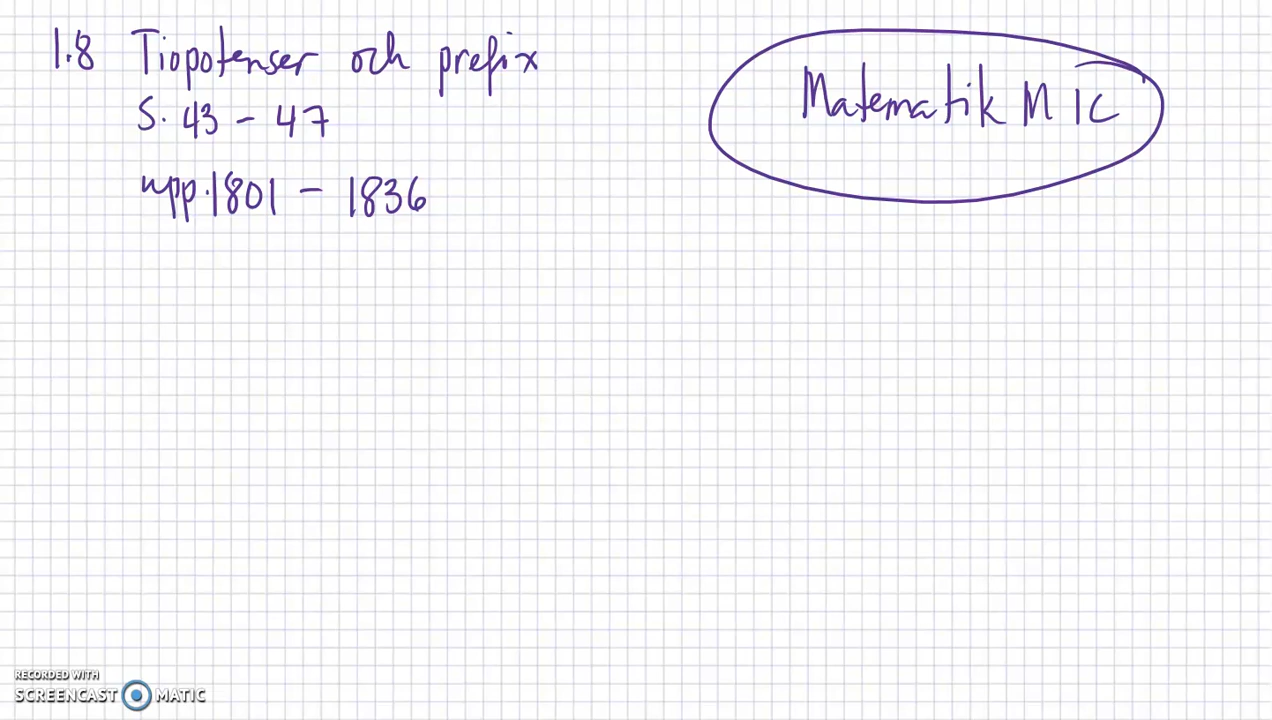 1.8 Tiopotenser och prefix
S. 43 - 47
upp. 1801 - 1836
Matematik M 1C
RECORDED WITH
SCREENCAST MATIC